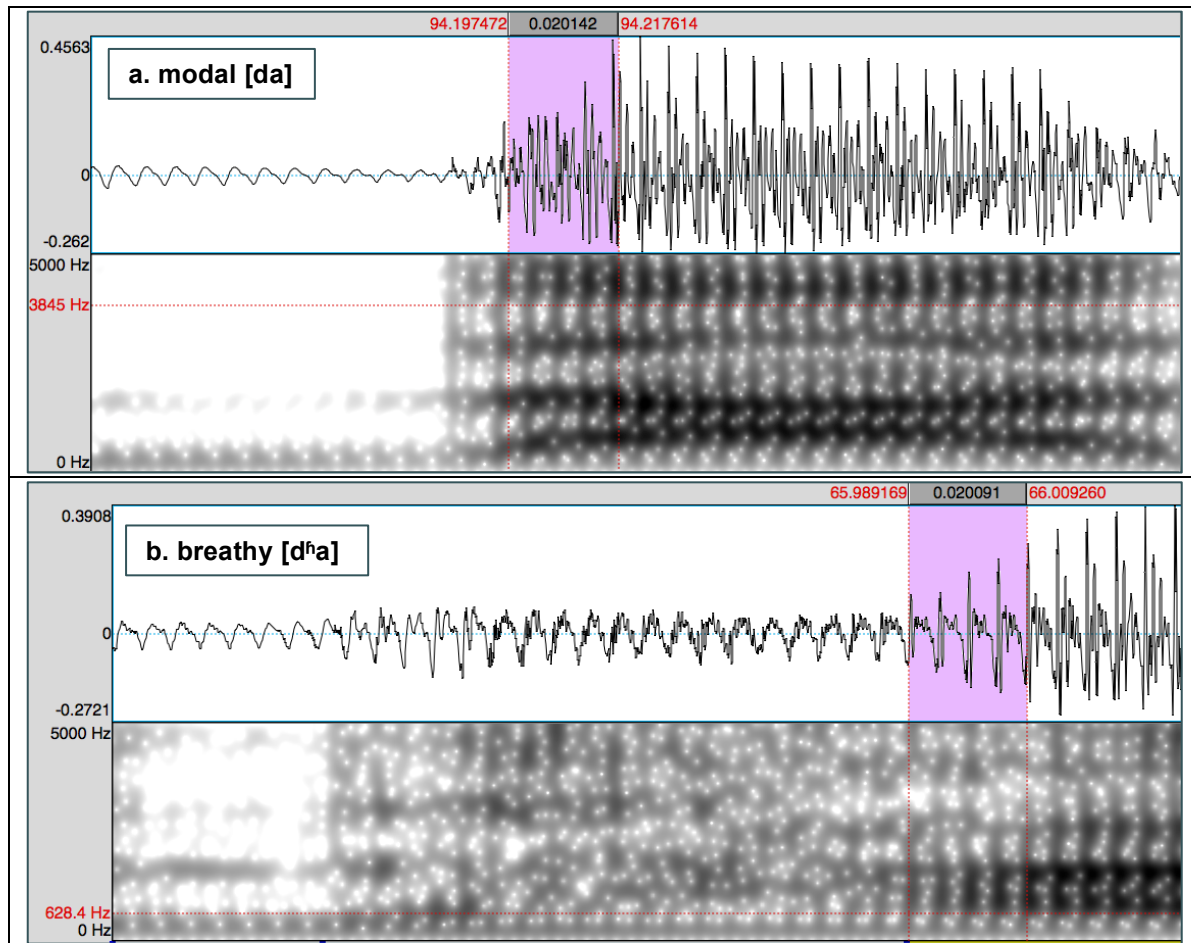 94.197472 0.020142 94.217614
0.4563
a. modal [da]
0
-0.262
5000 Hz
3845 Hz
0 Hz
65.989169 0.020091 66.009260
0.3908
b. breathy [dʱa]
0
-0.2721
5000 Hz
628.4 Hz
0 Hz